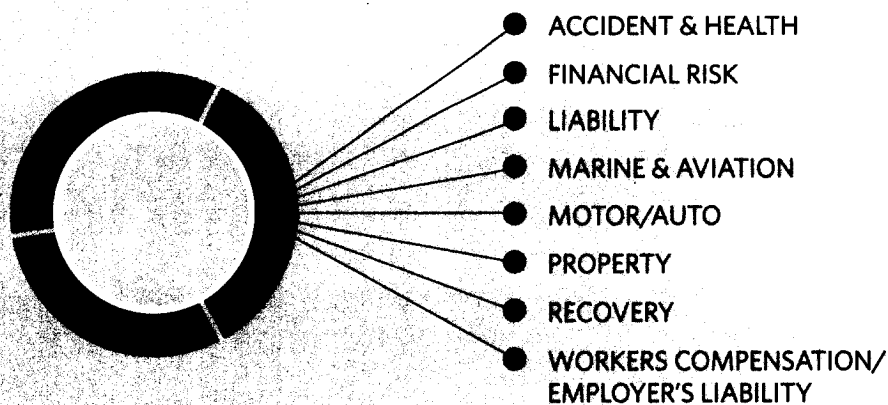 ACCIDENT & HEALTH
FINANCIAL RISK
LIABILITY
MARINE & AVIATION
MOTOR/AUTO
PROPERTY
RECOVERY
WORKERS COMPENSATION/
EMPLOYER'S LIABILITY